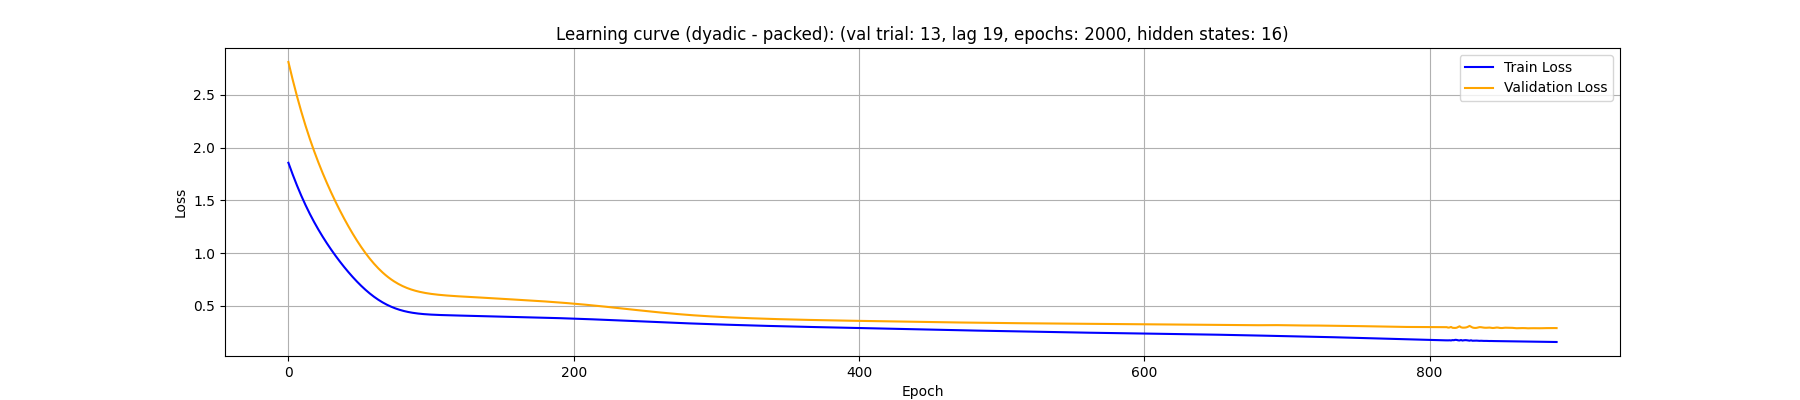 Learning curve (dyadic - packed): (val trial: 13, lag 19, epochs: 2000, hidden states: 16)
Train Loss
Validation Loss
2.5
2.0
1.5
1.0
0.5
Loss
0
200
400
600
800
Epoch